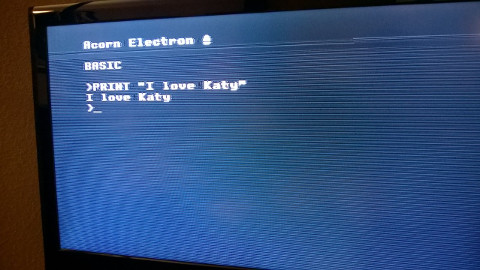 Acorn Electron
BASIC
>PRINT "I love Katy"
I love Katy
>_